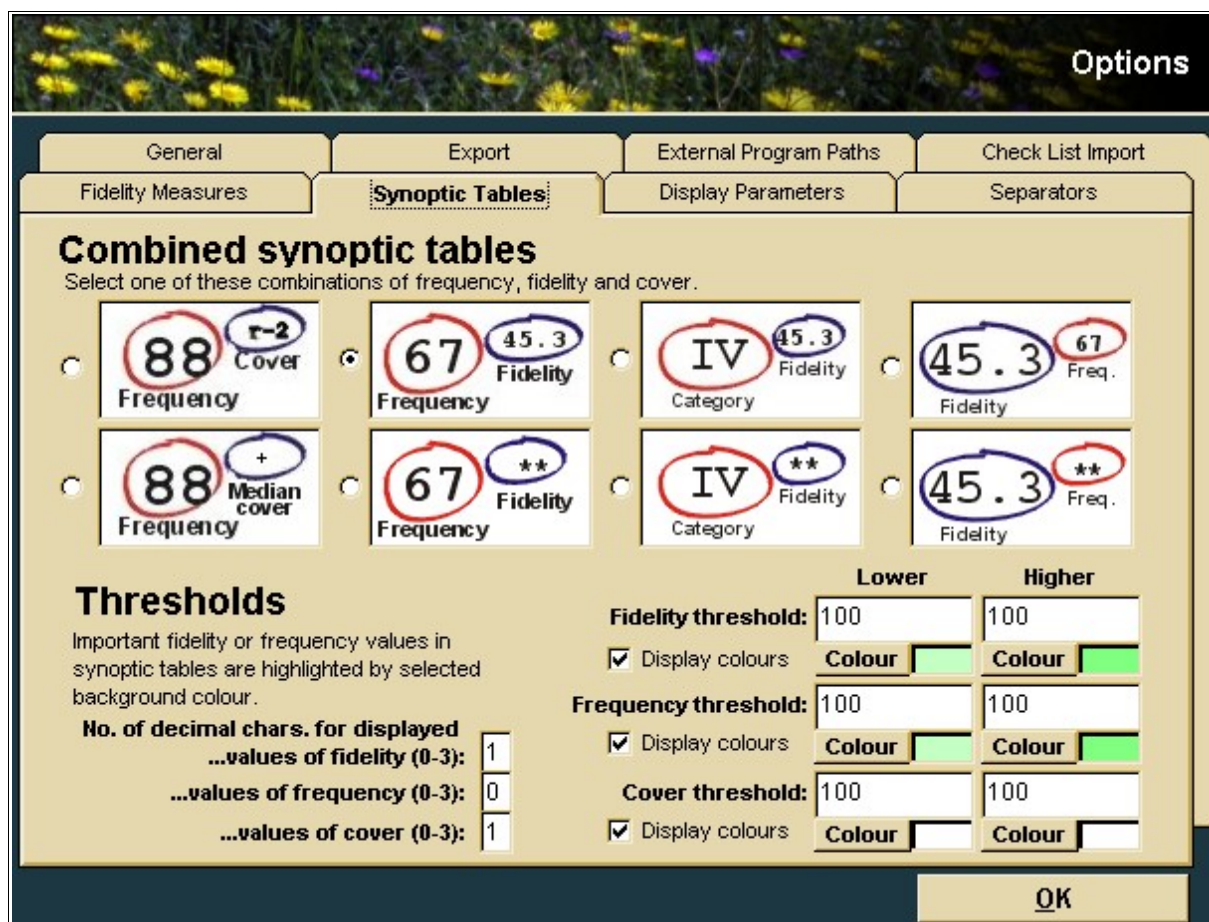 Options
General Export External Program Paths Check List Import
Fidelity Measures Synoptic Tables Display Parameters Separators
Combined synoptic tables
Select one of these combinations of frequency, fidelity and cover.
88 r-2 Cover Frequency
67 45.3 Fidelity Frequency
IV 45.3 Fidelity Category
45.3 67 Freq. Fidelity
88 + Median cover Frequency
67 ** Fidelity Frequency
IV ** Fidelity Category
45.3 ** Freq. Fidelity
Thresholds
Important fidelity or frequency values in
synoptic tables are highlighted by selected
background colour.
No. of decimal chars. for displayed
...values of fidelity (0-3): 1
...values of frequency (0-3): 0
...values of cover (0-3): 1
Lower Higher
Fidelity threshold: 100 100
Display colours Colour Colour
Frequency threshold: 100 100
Display colours Colour Colour
Cover threshold: 100 100
Display colours Colour Colour
OK